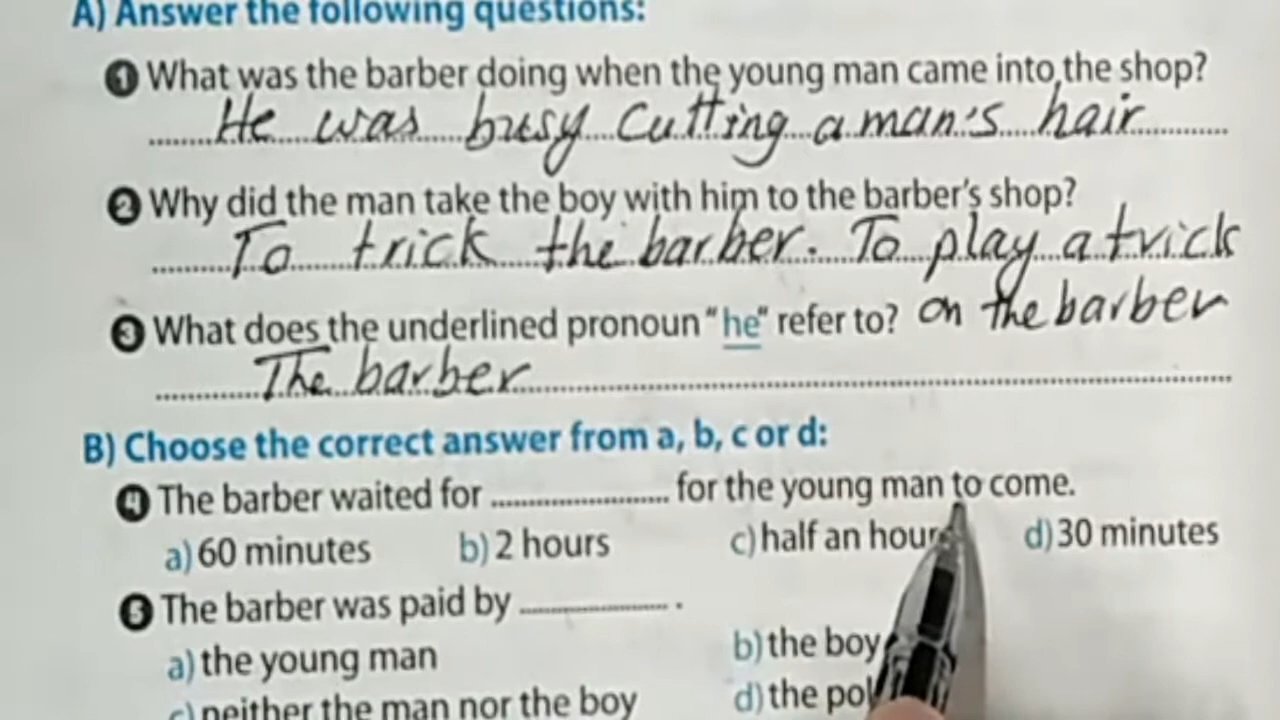 A) Answer the following questions:
1 What was the barber doing when the young man came into the shop?
He was busy cutting a man's hair
2 Why did the man take the boy with him to the barber's shop?
To trick the barber. To play a trick
on the barber
3 What does the underlined pronoun "he" refer to?
The barber
B) Choose the correct answer from a, b, c or d:
4 The barber waited for .................... for the young man to come.
a) 60 minutes b) 2 hours c) half an hour d) 30 minutes
5 The barber was paid by .................... .
a) the young man b) the boy
c) neither the man nor the boy d) the